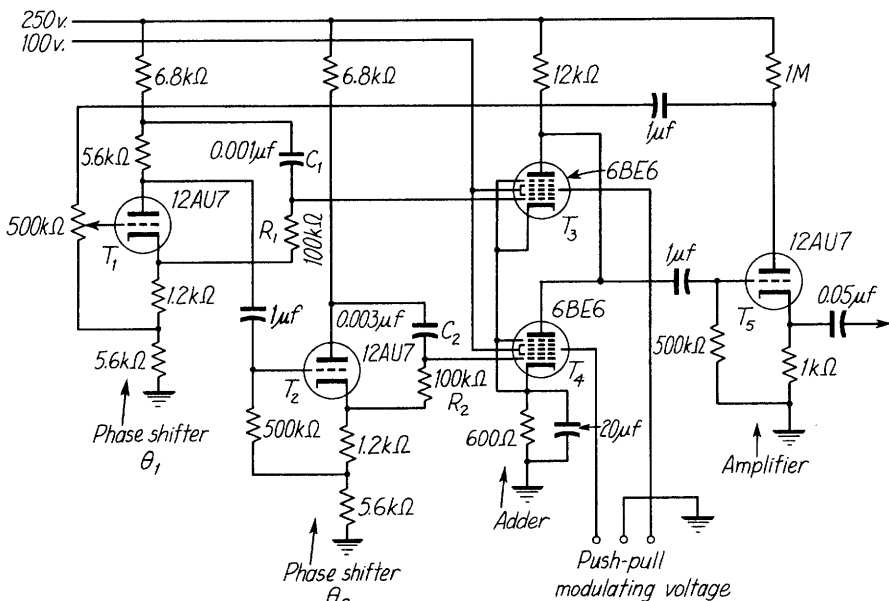 250v.
100v.
6.8kΩ
6.8kΩ
12kΩ
1M
1μf
5.6kΩ
0.001μf
C1
6BE6
12AU7
500kΩ
T1
R1
100kΩ
T3
12AU7
1.2kΩ
1μf
0.003μf
C2
6BE6
1μf
T5
0.05μf
5.6kΩ
12AU7
T2
100kΩ
R2
T4
500kΩ
1kΩ
Phase shifter
θ1
500kΩ
1.2kΩ
600Ω
20μf
Amplifier
5.6kΩ
Adder
Phase shifter
Push-pull
modulating voltage